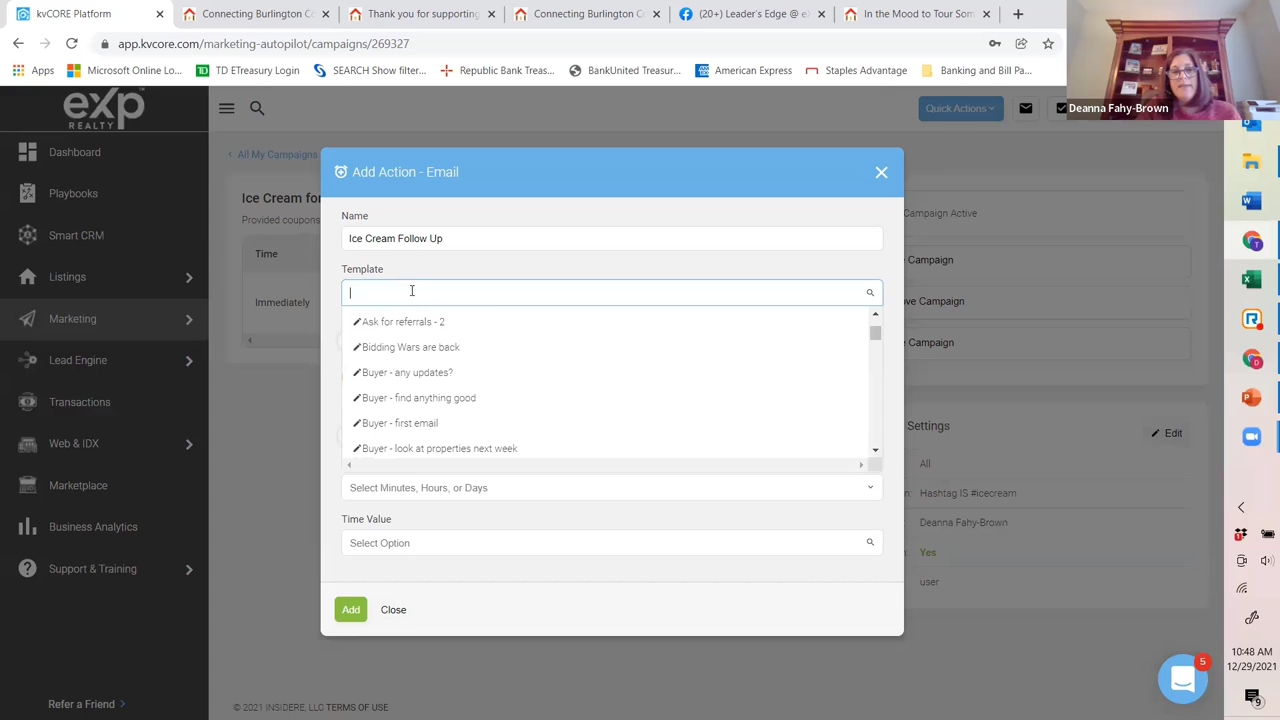 kvCORE Platform
Connecting Burlington C
Thank you for supporting
Connecting Burlington C
(20+) Leader's Edge @ e
In the Mood to Tour Som
app.kvcore.com/marketing-autopilot/campaigns/269327
Apps
Microsoft Online Lo...
TD ETreasury Login
SEARCH Show filter...
Republic Bank Treas...
BankUnited Treasur...
American Express
Staples Advantage
Banking and Bill Pa...
Deanna Fahy-Brown
exp
REALTY
Quick Actions
Dashboard
Playbooks
Smart CRM
Listings
Marketing
Lead Engine
Transactions
Web & IDX
Marketplace
Business Analytics
Support & Training
Refer a Friend
All My Campaigns
Ice Cream for
Provided coupons
Time
Immediately
Add Action - Email
Name
Ice Cream Follow Up
Template
Ask for referrals - 2
Bidding Wars are back
Buyer - any updates?
Buyer - find anything good
Buyer - first email
Buyer - look at properties next week
Select Minutes, Hours, or Days
Time Value
Select Option
Add
Close
Campaign Active
e Campaign
ove Campaign
e Campaign
Settings
Edit
All
n:
Hashtag IS #icecream
Deanna Fahy-Brown
n:
Yes
user
5
10:48 AM
12/29/2021
9
© 2021 INSIDERE, LLC TERMS OF USE